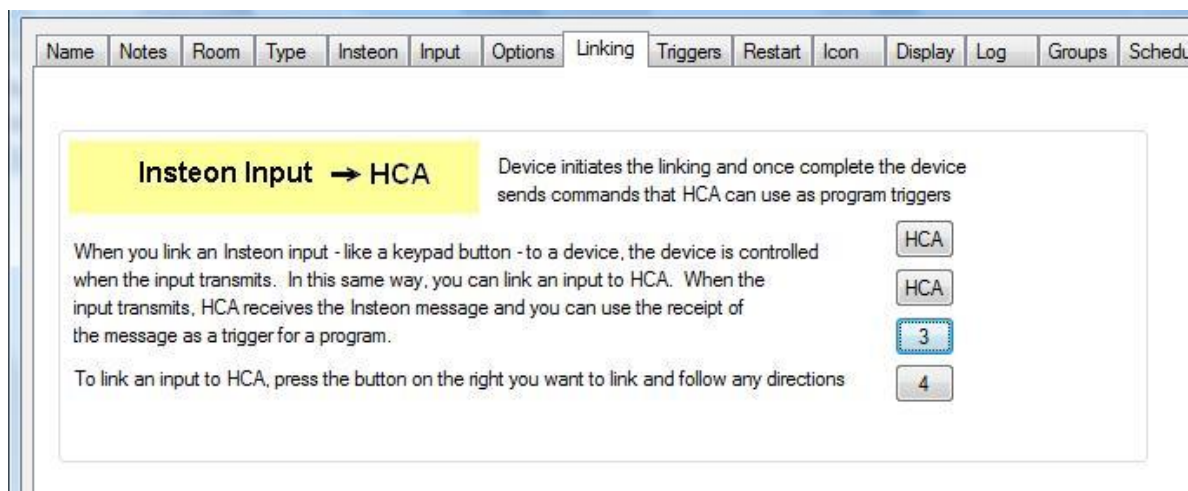 Name Notes Room Type Insteon Input Options Linking Triggers Restart Icon Display Log Groups Schedu
Insteon Input → HCA
Device initiates the linking and once complete the device
sends commands that HCA can use as program triggers
When you link an Insteon input - like a keypad button - to a device, the device is controlled
when the input transmits. In this same way, you can link an input to HCA. When the
input transmits, HCA receives the Insteon message and you can use the receipt of
the message as a trigger for a program.
To link an input to HCA, press the button on the right you want to link and follow any directions
HCA
HCA
3
4